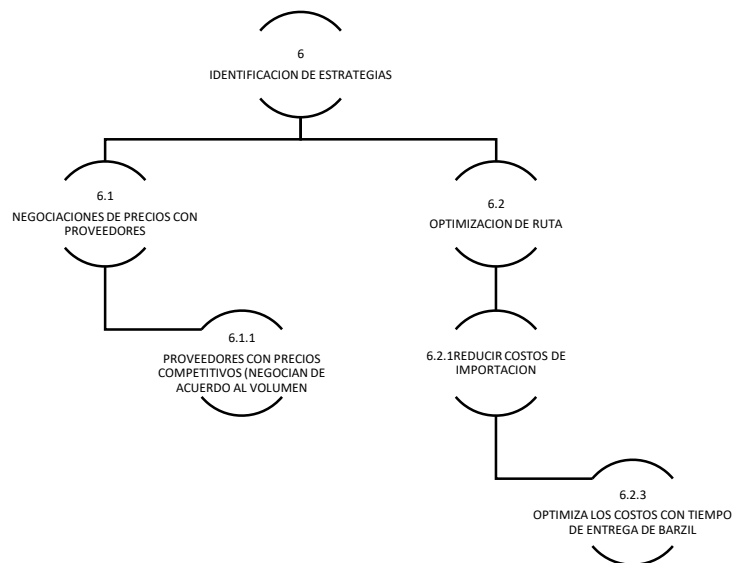 6
IDENTIFICACION DE ESTRATEGIAS
6.1
NEGOCIACIONES DE PRECIOS CON
PROVEEDORES
6.2
OPTIMIZACION DE RUTA
6.1.1
PROVEEDORES CON PRECIOS
COMPETITIVOS (NEGOCIAN DE
ACUERDO AL VOLUMEN
6.2.1REDUCIR COSTOS DE
IMPORTACION
6.2.3
OPTIMIZA LOS COSTOS CON TIEMPO
DE ENTREGA DE BARZIL